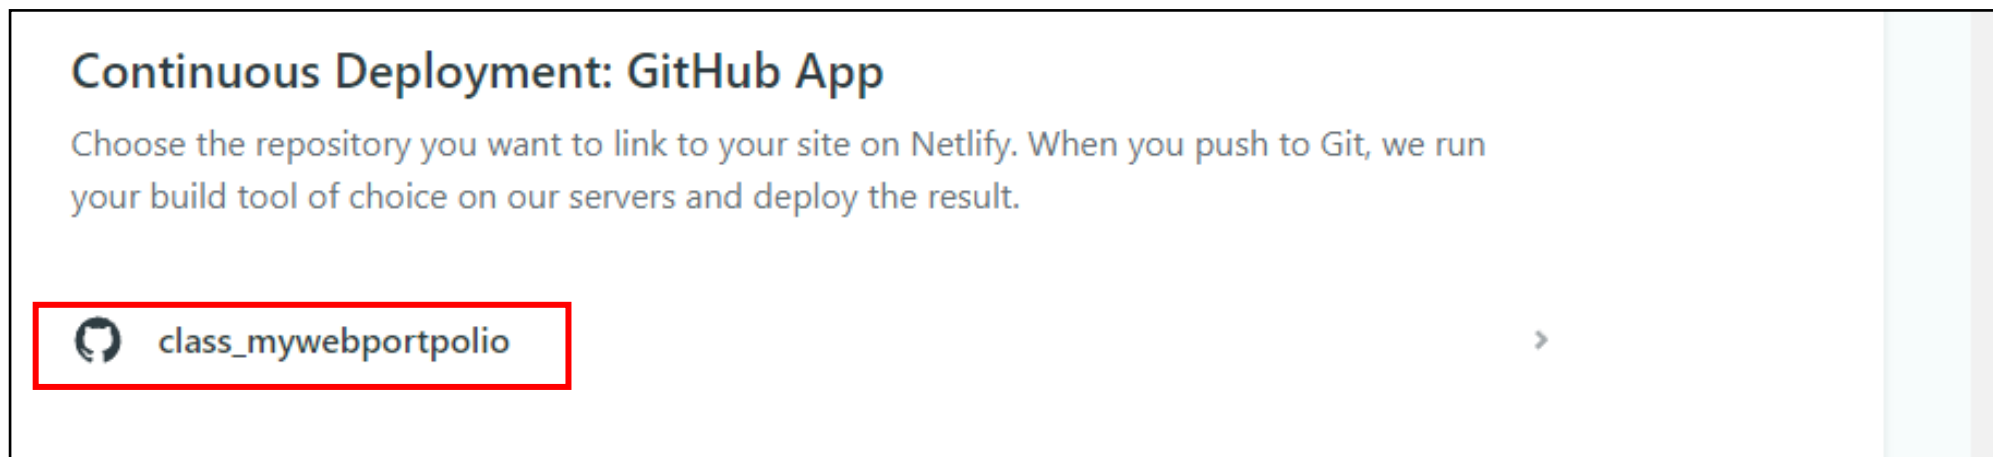 Continuous Deployment: GitHub App
Choose the repository you want to link to your site on Netlify. When you push to Git, we run
your build tool of choice on our servers and deploy the result.
class_mywebportpolio